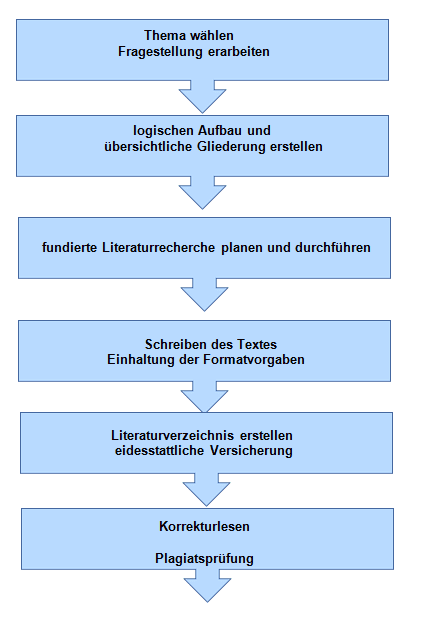 Thema wählen
Fragestellung erarbeiten
logischen Aufbau und
übersichtliche Gliederung erstellen
fundierte Literaturrecherche planen und durchführen
Schreiben des Textes
Einhaltung der Formatvorgaben
Literaturverzeichnis erstellen
eidesstattliche Versicherung
Korrekturlesen
Plagiatsprüfung